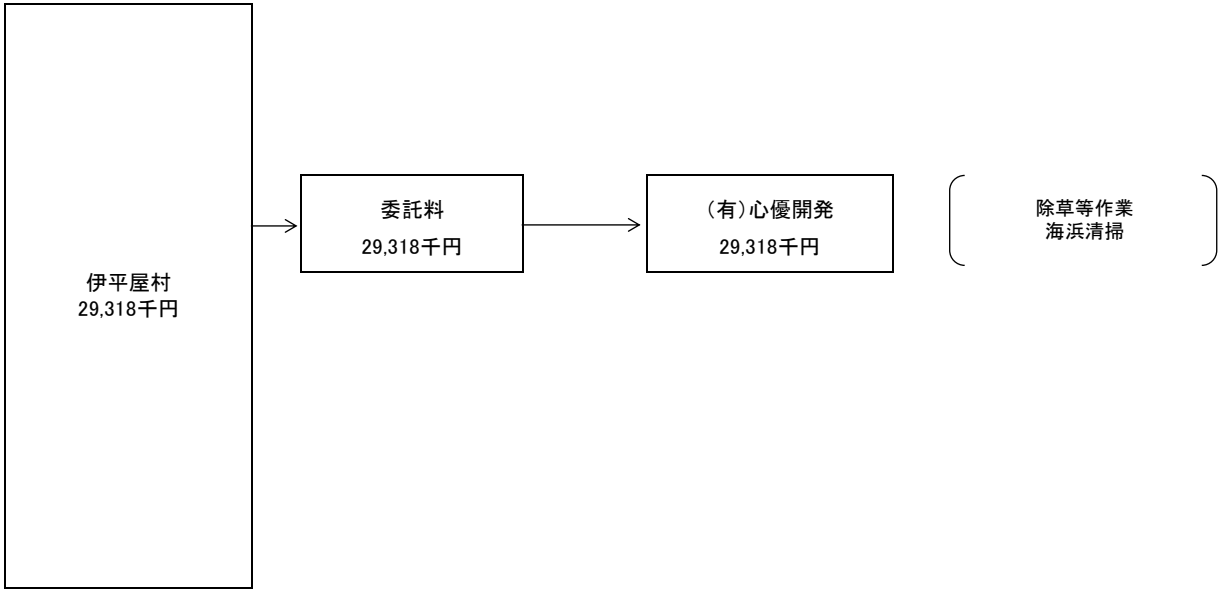 伊平屋村
29,318千円
委託料
29,318千円
（有）心優開発
29,318千円
除草等作業
海浜清掃